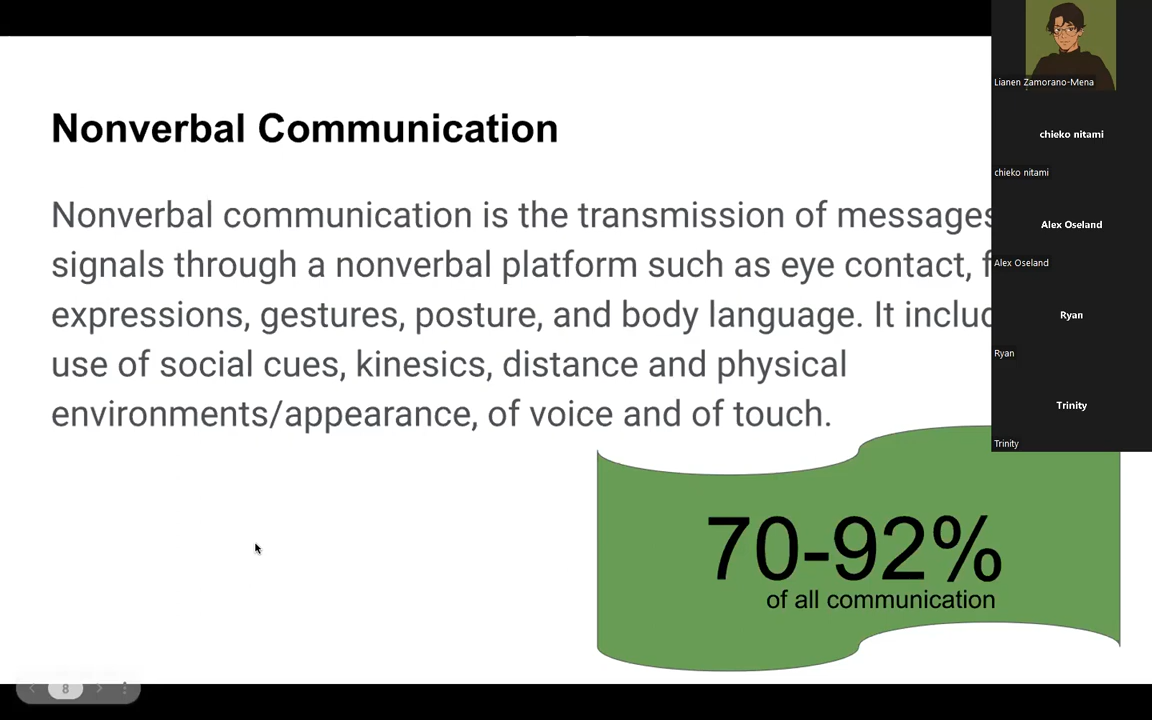 Nonverbal Communication
Nonverbal communication is the transmission of messages
signals through a nonverbal platform such as eye contact,
expressions, gestures, posture, and body language. It
use of social cues, kinesics, distance and physical
environments/appearance, of voice and of touch.
70-92%
of all communication
8
Lianen Zamorano-Mena
chieko nitami
chieko nitami
Alex Oseland
Alex Oseland
Ryan
Ryan
Trinity
Trinity